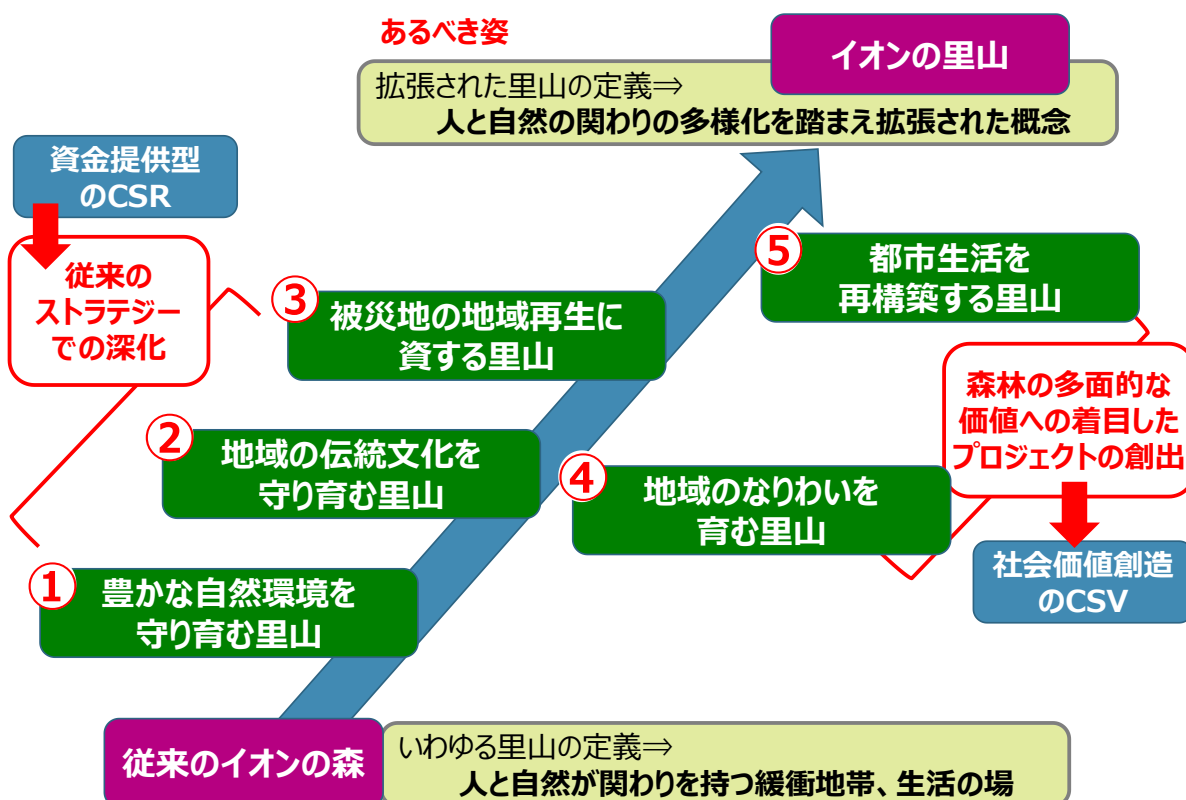 あるべき姿
イオンの里山
拡張された里山の定義⇒
人と自然の関わりの多様化を踏まえ拡張された概念
資金提供型
のCSR
従来の
ストラテジー
での深化
⑤
都市生活を
再構築する里山
③
被災地の地域再生に
資する里山
森林の多面的な
価値への着目した
プロジェクトの創出
②
地域の伝統文化を
守り育む里山
④
地域のなりわいを
育む里山
社会価値創造
のCSV
①
豊かな自然環境を
守り育む里山
従来のイオンの森
いわゆる里山の定義⇒
人と自然が関わりを持つ緩衝地帯、生活の場